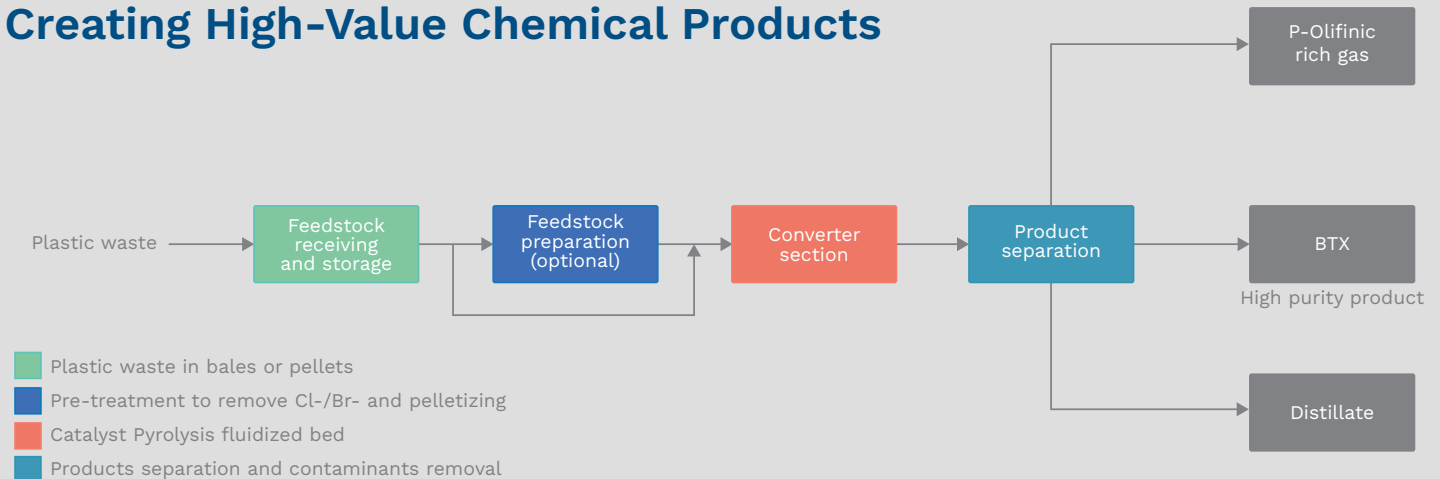 Creating High-Value Chemical Products
P-Olifinic
rich gas
Plastic waste
Feedstock
receiving
and storage
Feedstock
preparation
(optional)
Converter
section
Product
separation
BTX
High purity product
Distillate
Plastic waste in bales or pellets
Pre-treatment to remove Cl-/Br- and pelletizing
Catalyst Pyrolysis fluidized bed
Products separation and contaminants removal